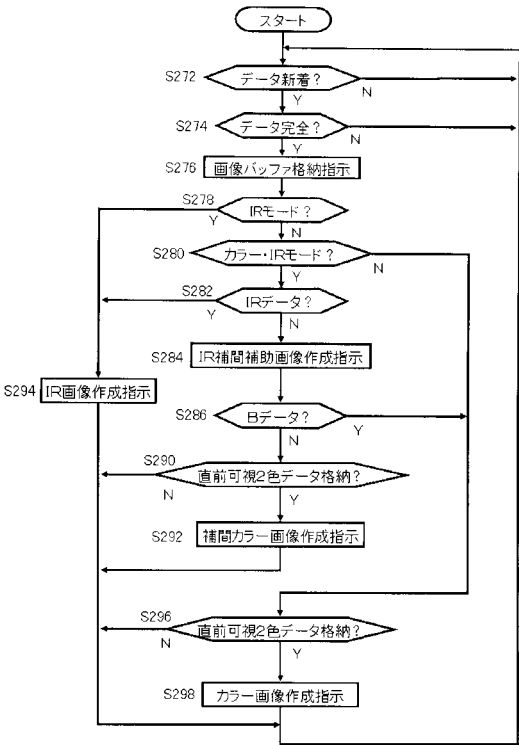 スタート
S272 データ新着？
Y N
S274 データ完全？
Y N
S276 画像バッファ格納指示
S278 IRモード？
Y N
S280 カラー・IRモード？
Y N
S282 IRデータ？
Y N
S284 IR補間補助画像作成指示
S294 IR画像作成指示
S286 Bデータ？
N Y
S290 直前可視2色データ格納？
N Y
S292 補間カラー画像作成指示
S296 直前可視2色データ格納？
N Y
S298 カラー画像作成指示